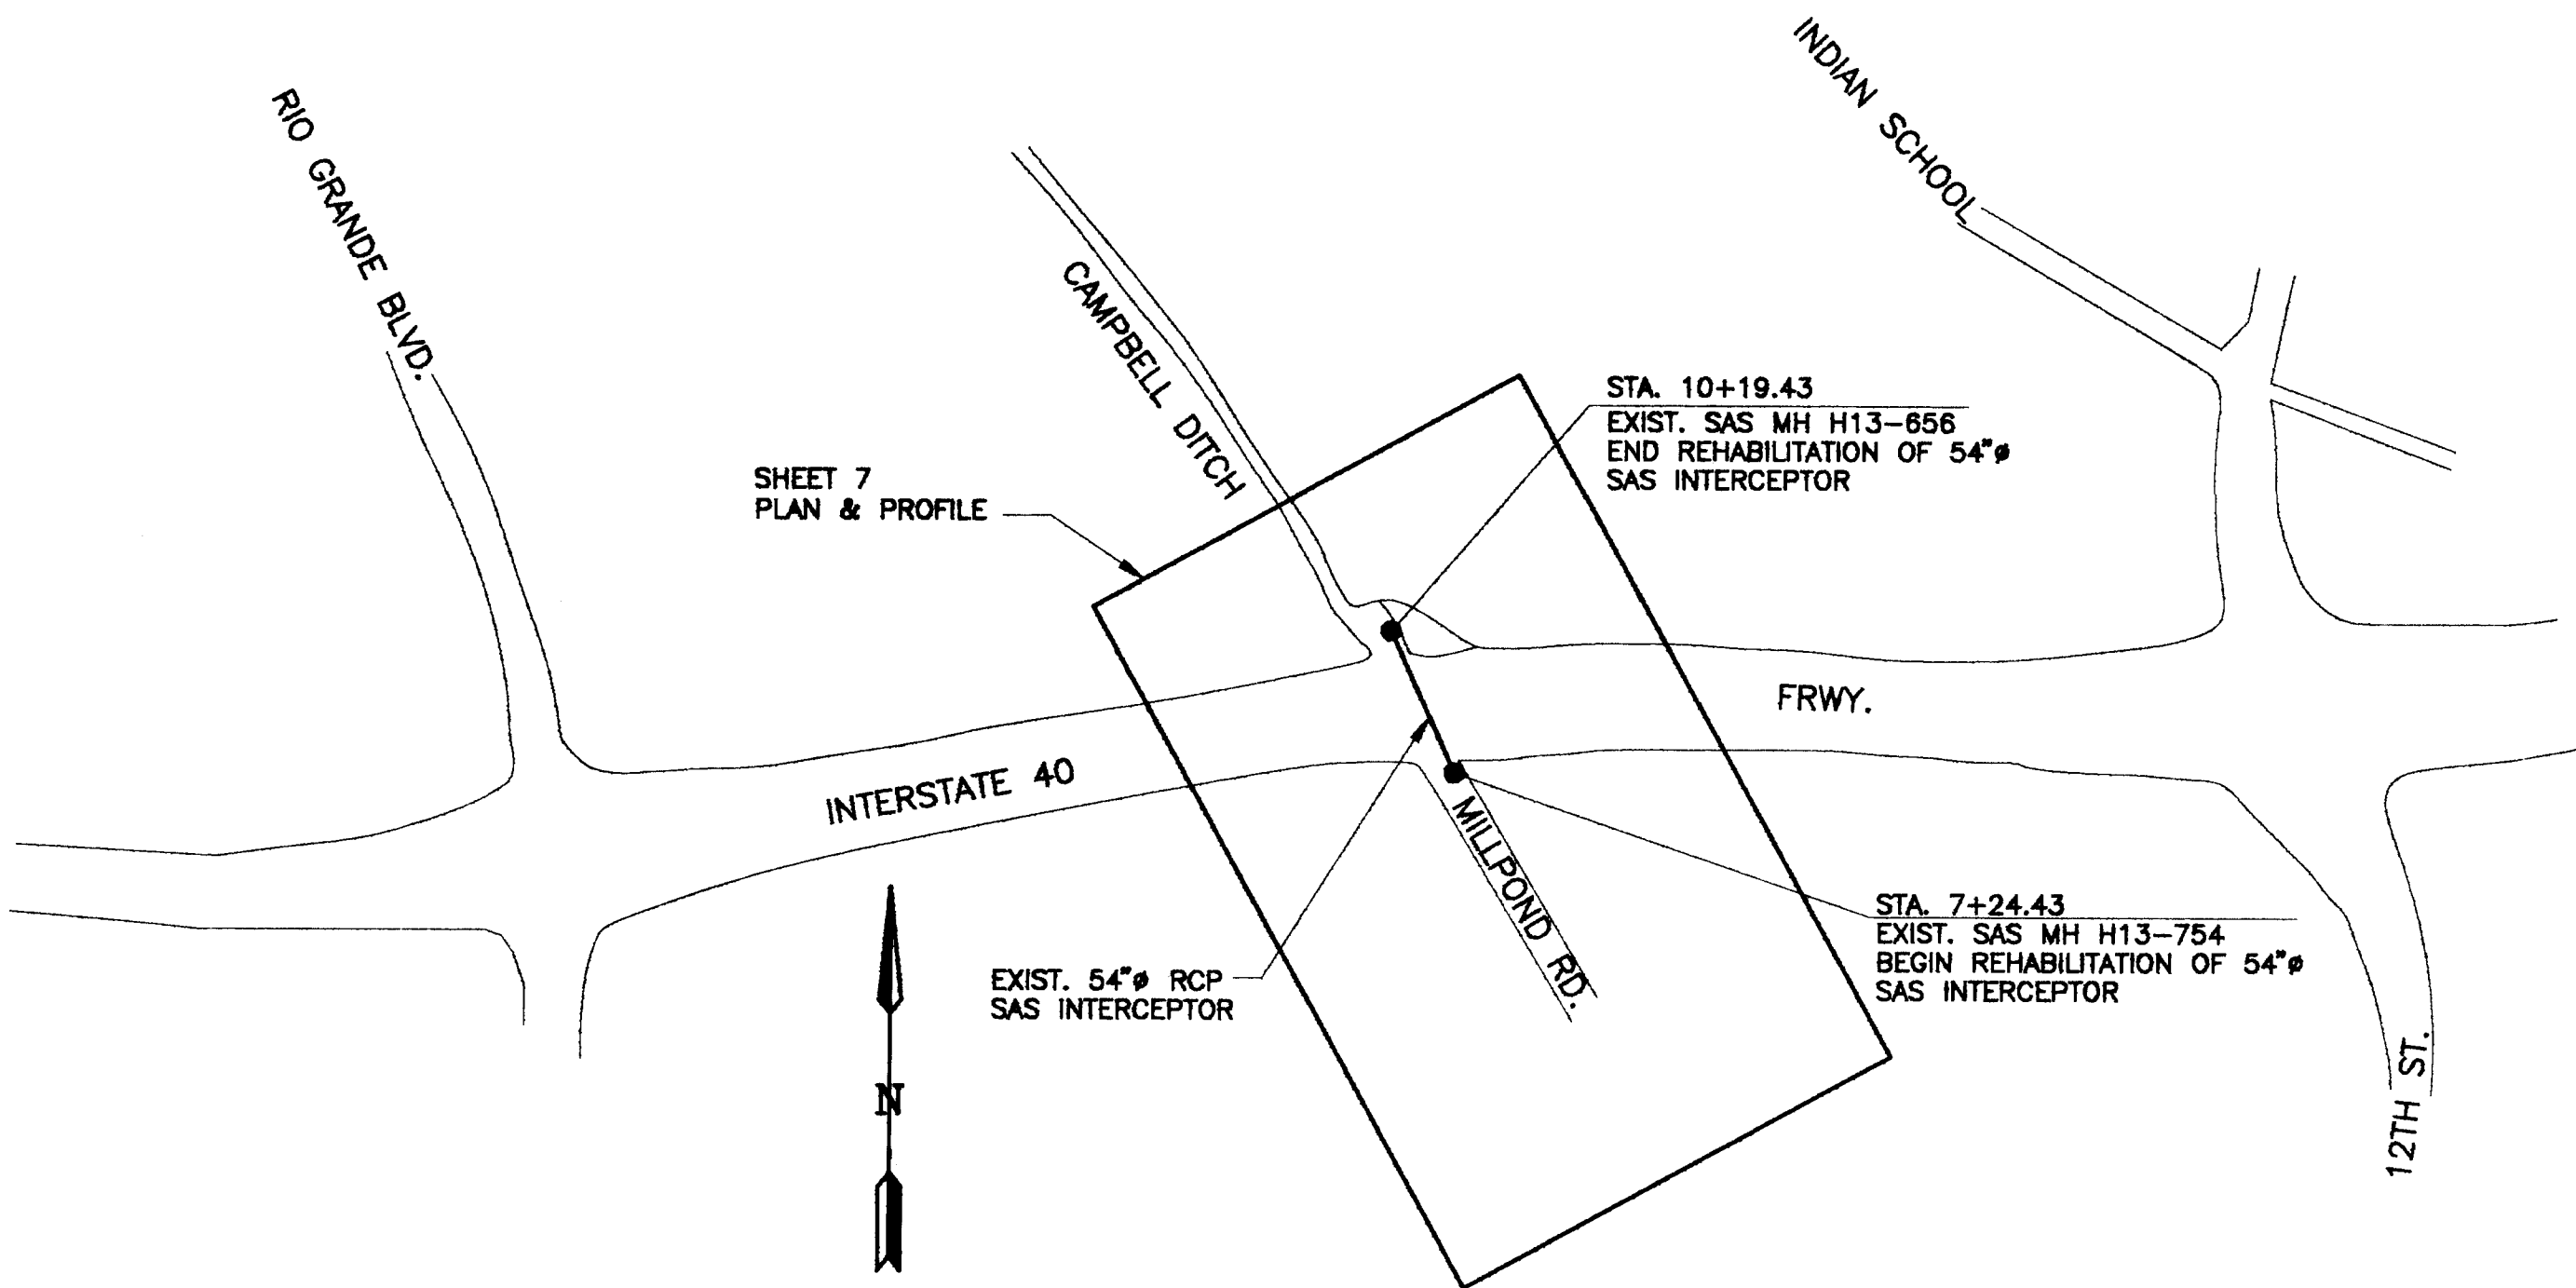 INDIAN SCHOOL
RIO GRANDE BLVD.
CAMPBELL DITCH
STA. 10+19.43
EXIST. SAS MH H13-656
END REHABILITATION OF 54"ø
SAS INTERCEPTOR
SHEET 7
PLAN & PROFILE
FRWY.
INTERSTATE 40
MILLPOND RD.
STA. 7+24.43
EXIST. SAS MH H13-754
BEGIN REHABILITATION OF 54"ø
SAS INTERCEPTOR
EXIST. 54"ø RCP
SAS INTERCEPTOR
N
12TH ST.